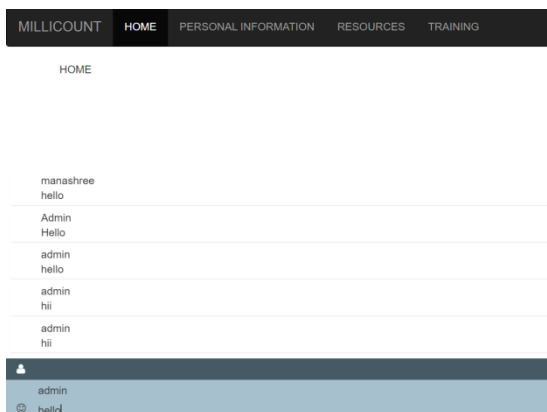 MILLICOUNT HOME PERSONAL INFORMATION RESOURCES TRAINING
HOME
manashree
hello
Admin
Hello
admin
hello
admin
hii
admin
hii
admin
hello